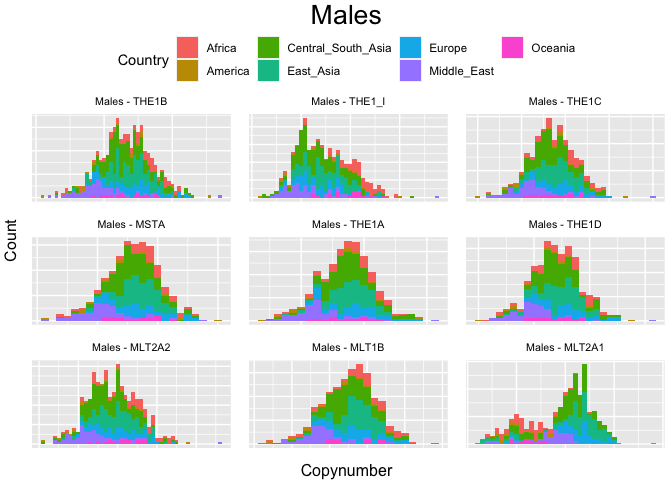 Males
Country
Africa Central_South_Asia Europe Oceania
America East_Asia Middle_East
Males - THE1B Males - THE1_I Males - THE1C
Males - MSTA Males - THE1A Males - THE1D
Males - MLT2A2 Males - MLT1B Males - MLT2A1
Count
Copynumber